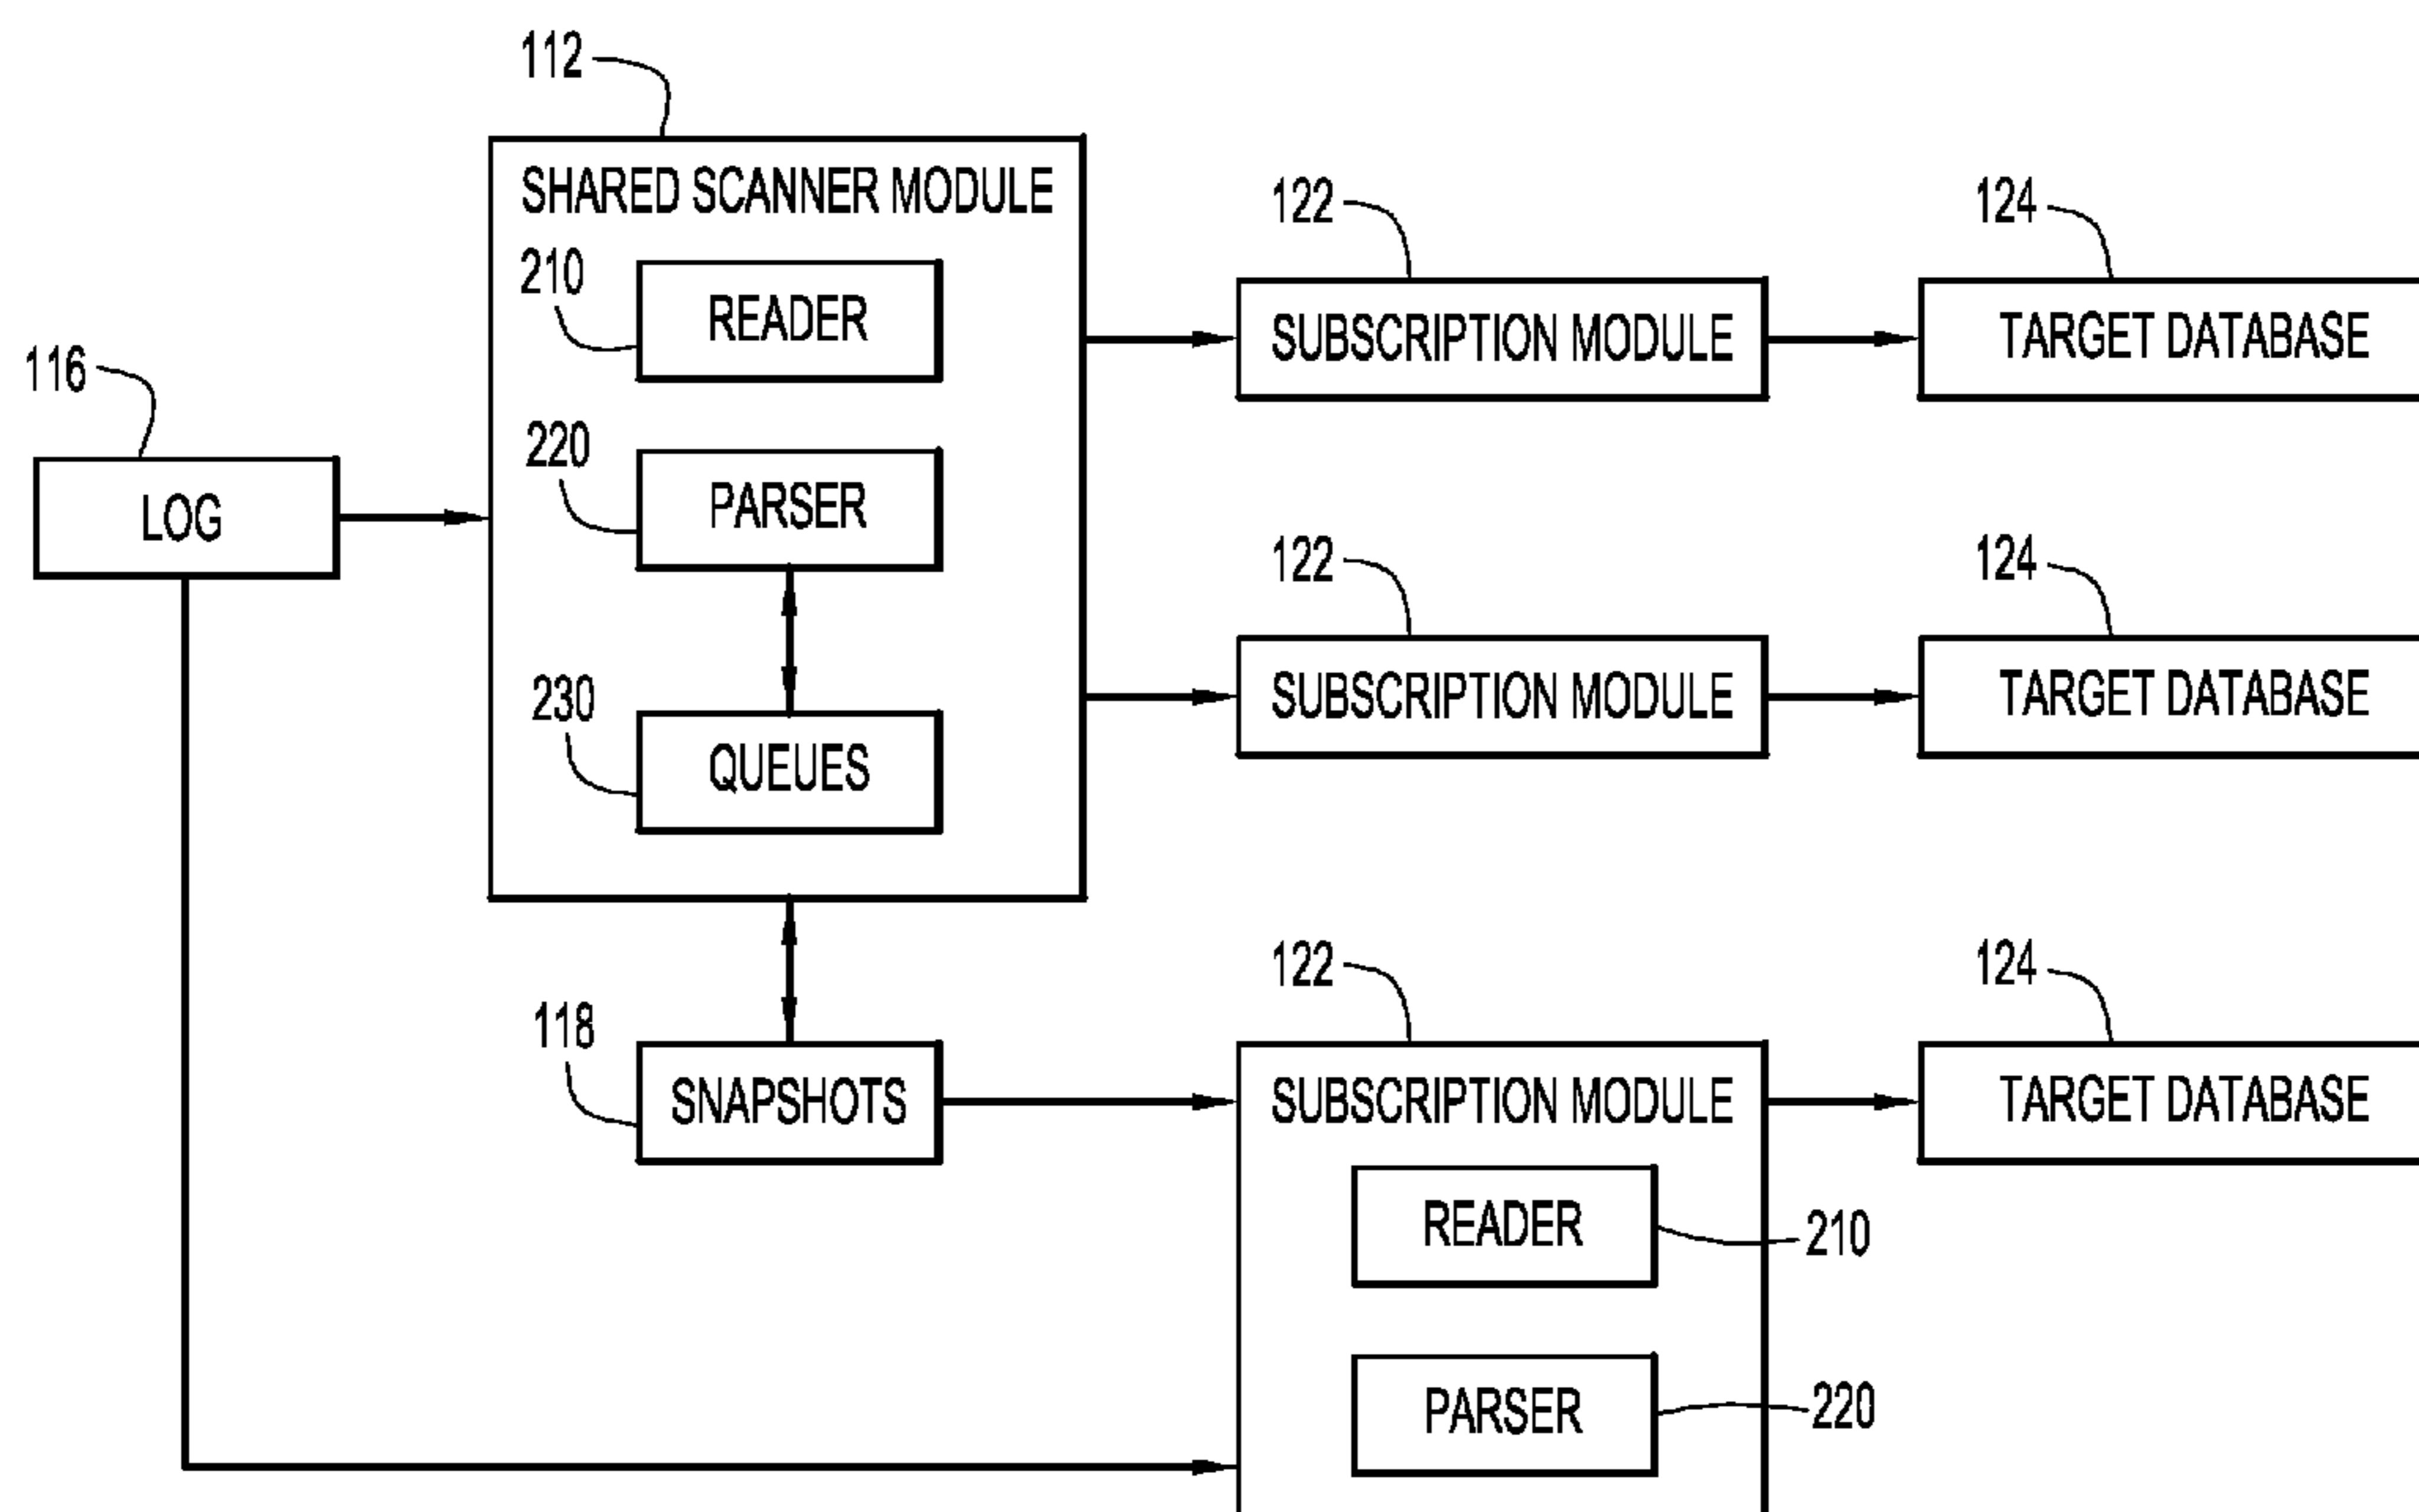 112
SHARED SCANNER MODULE
122
124
210
READER
SUBSCRIPTION MODULE
TARGET DATABASE
116
220
LOG
PARSER
122
124
230
QUEUES
SUBSCRIPTION MODULE
TARGET DATABASE
122
124
118
SNAPSHOTS
SUBSCRIPTION MODULE
TARGET DATABASE
READER
210
PARSER
220